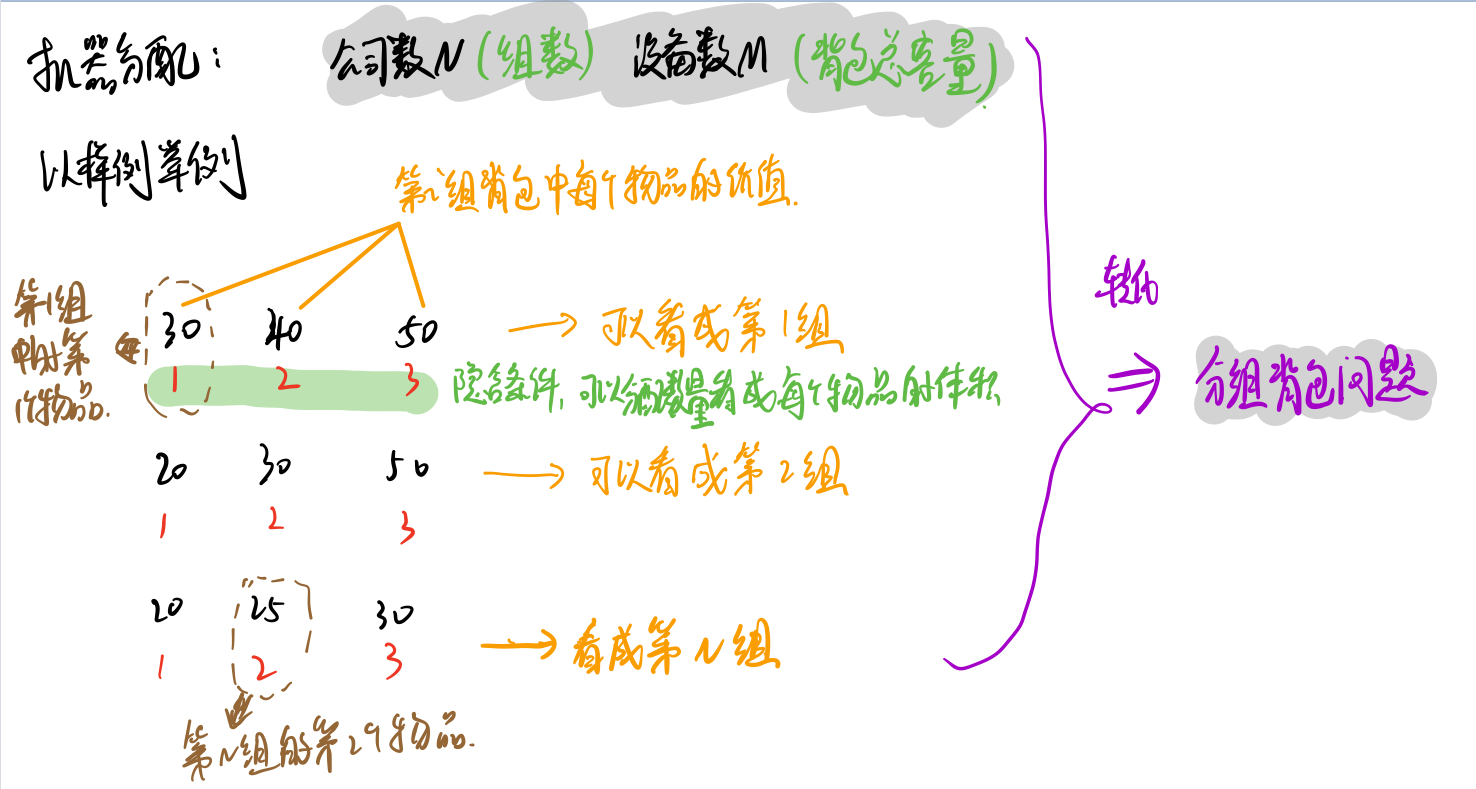 机器分配: 公司数N(组数) 设备数M(背包总容量)
以样例举例
第i组背包中每个物品的价值.
第1组
中的第
1个物品.
30 40 50 → 可以看成第1组
1 2 3 隐含条件, 可以分配数量看成每个物品的体积
20 30 50 → 可以看成第2组
1 2 3
20 25 30 → 看成第N组
1 2 3
第N组的第2个物品.
转化
⇒ 分组背包问题